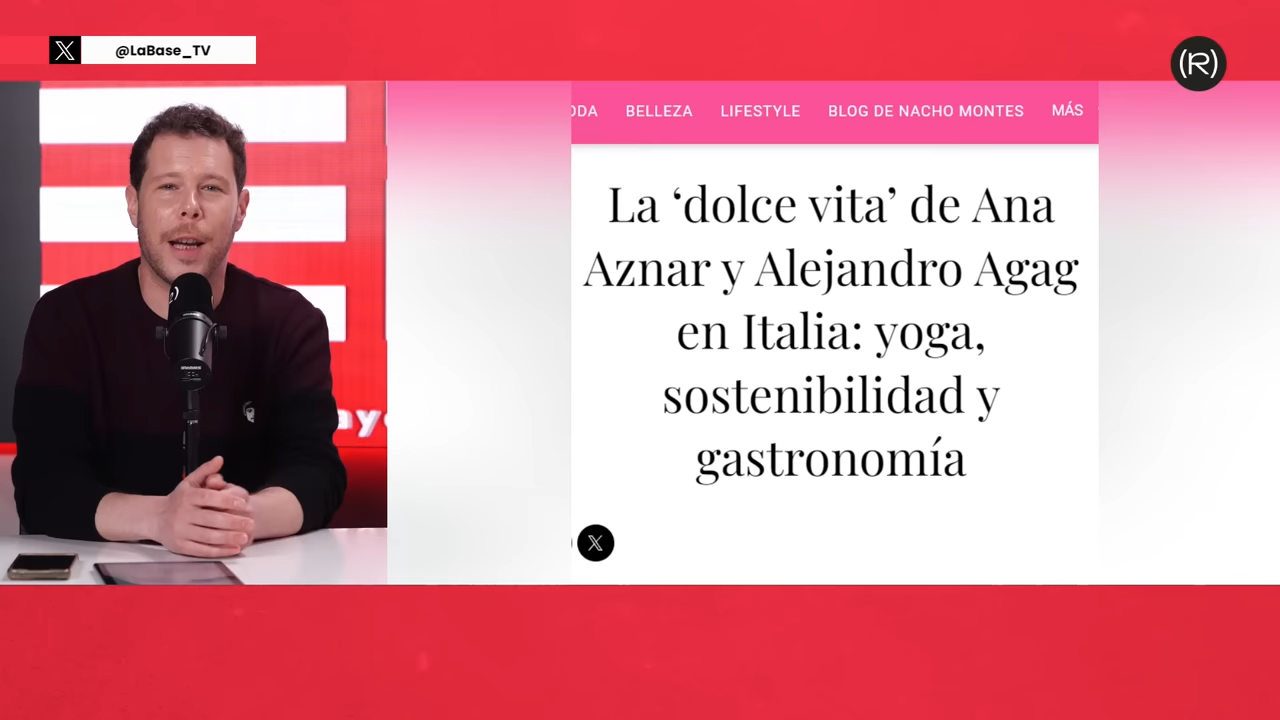 @LaBase_TV
(R)
ODA BELLEZA LIFESTYLE BLOG DE NACHO MONTES MÁS
La ‘dolce vita’ de Ana
Aznar y Alejandro Agag
en Italia: yoga,
sostenibilidad y
gastronomía